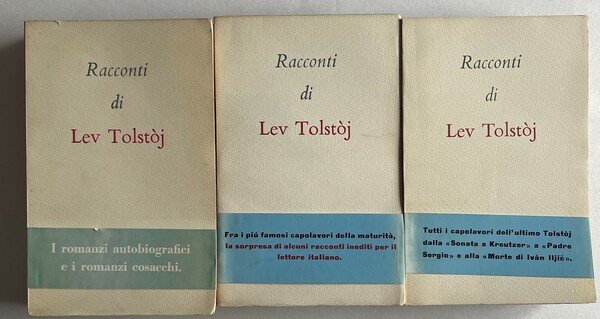 Racconti
di
Lev Tolstòj
I romanzi autobiografici
e i romanzi cosacchi.
Racconti
di
Lev Tolstòj
Fra i più famosi capolavori della maturità,
la sorpresa di alcuni racconti inediti per il
lettore italiano.
Racconti
di
Lev Tolstòj
Tutti i capolavori dell'ultimo Tolstòj
dalla «Sonata a Kreutzer» a «Padre
Sergio» e alla «Morte di Ivàn Iljíč».